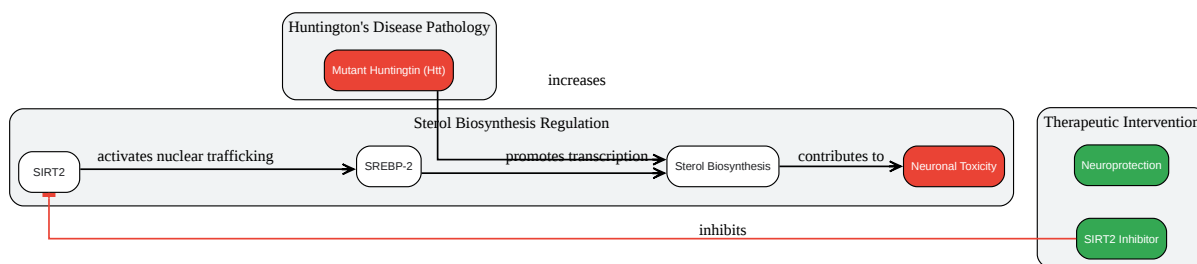 Huntington's Disease Pathology
Mutant Huntingtin (Htt)
increases
Sterol Biosynthesis Regulation
Therapeutic Intervention
SIRT2
activates nuclear trafficking
SREBP-2
promotes transcription
Sterol Biosynthesis
contributes to
Neuronal Toxicity
Neuroprotection
inhibits
SIRT2 Inhibitor